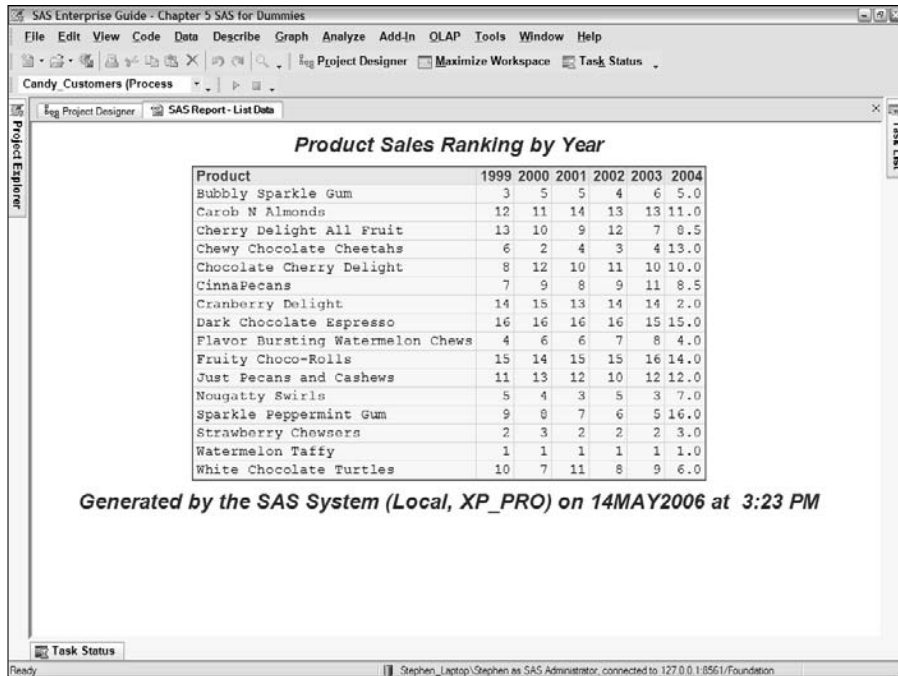 SAS Enterprise Guide - Chapter 5 SAS for Dummies
File Edit View Code Data Describe Graph Analyze Add-In OLAP Tools Window Help
Project Designer Maximize Workspace Task Status
Candy_Customers (Process
Project Designer SAS Report - List Data
Project Explorer
Task List
Product Sales Ranking by Year
Product 1999 2000 2001 2002 2003 2004
Bubbly Sparkle Gum 3 5 5 4 6 5.0
Carob N Almonds 12 11 14 13 13 11.0
Cherry Delight All Fruit 13 10 9 12 7 8.5
Chewy Chocolate Cheetahs 6 2 4 3 4 13.0
Chocolate Cherry Delight 8 12 10 11 10 10.0
CinnaPecans 7 9 8 9 11 8.5
Cranberry Delight 14 15 13 14 14 2.0
Dark Chocolate Espresso 16 16 16 16 15 15.0
Flavor Bursting Watermelon Chews 4 6 6 7 8 4.0
Fruity Choco-Rolls 15 14 15 15 16 14.0
Just Pecans and Cashews 11 13 12 10 12 12.0
Nougatty Swirls 5 4 3 5 3 7.0
Sparkle Peppermint Gum 9 8 7 6 5 16.0
Strawberry Chewsers 2 3 2 2 2 3.0
Watermelon Taffy 1 1 1 1 1 1.0
White Chocolate Turtles 10 7 11 8 9 6.0
Generated by the SAS System (Local, XP_PRO) on 14MAY2006 at 3:23 PM
Task Status
Ready
Stephen_Laptop\Stephen as SAS Administrator, connected to 127.0.0.1:8561/Foundation